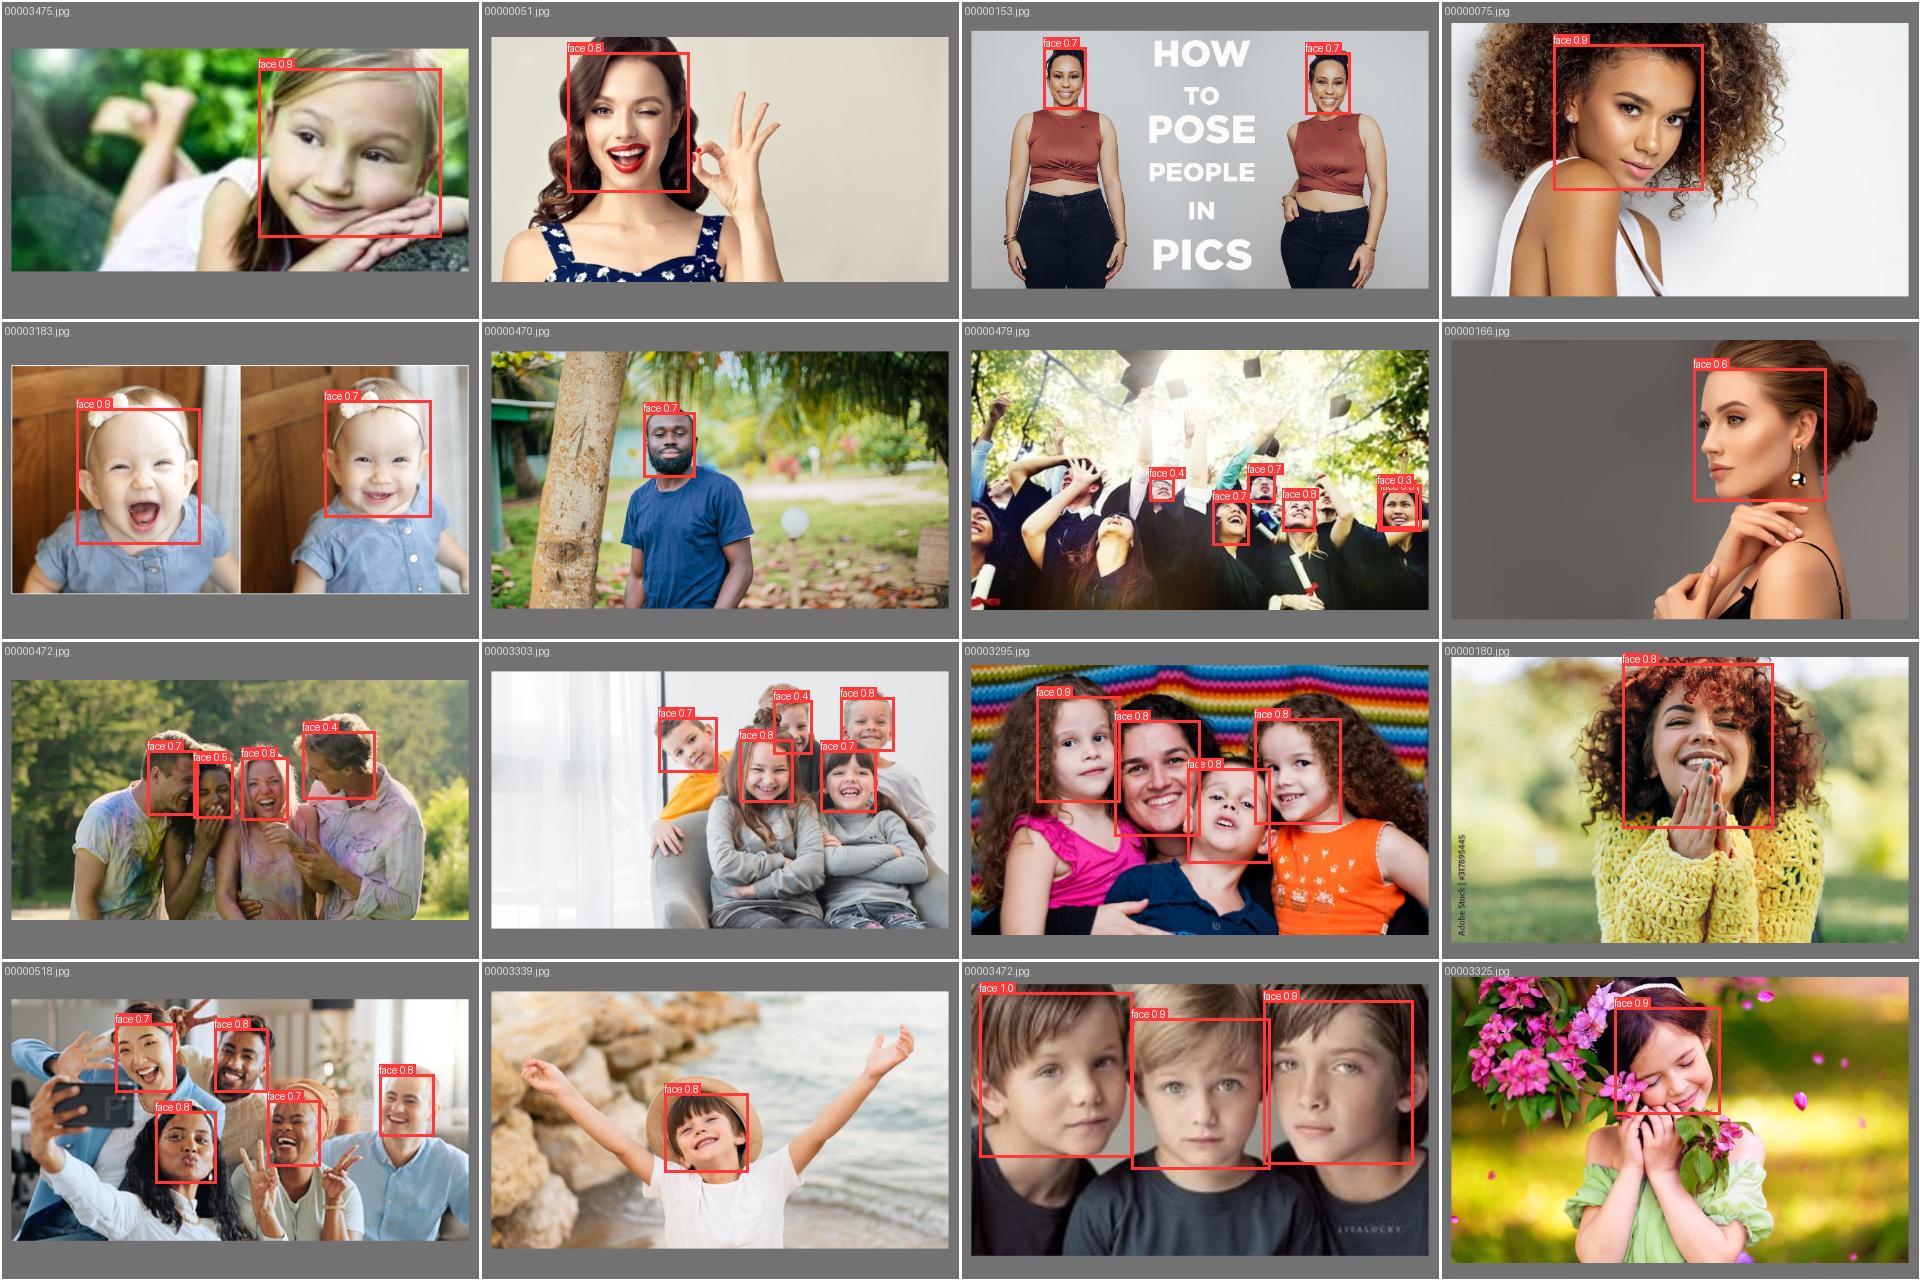 00003475.jpg
face 0.9
00000051.jpg
face 0.8
00000153.jpg
face 0.7
face 0.7
HOW
TO
POSE
PEOPLE
IN
PICS
00000075.jpg
face 0.9
00003183.jpg
face 0.9
face 0.7
00000470.jpg
face 0.7
00000479.jpg
face 0.4
face 0.7
face 0.7
face 0.8
face 0.3
00000166.jpg
face 0.6
00000472.jpg
face 0.7
face 0.5
face 0.8
face 0.4
00003303.jpg
face 0.7
face 0.4
face 0.8
face 0.8
face 0.7
00003295.jpg
face 0.9
face 0.8
face 0.8
face 0.8
00000180.jpg
face 0.8
Adobe Stock | #317895445
00000518.jpg
face 0.7
face 0.8
face 0.8
face 0.8
face 0.7
00003339.jpg
face 0.8
00003472.jpg
face 1.0
face 0.9
face 0.9
00003325.jpg
face 0.9